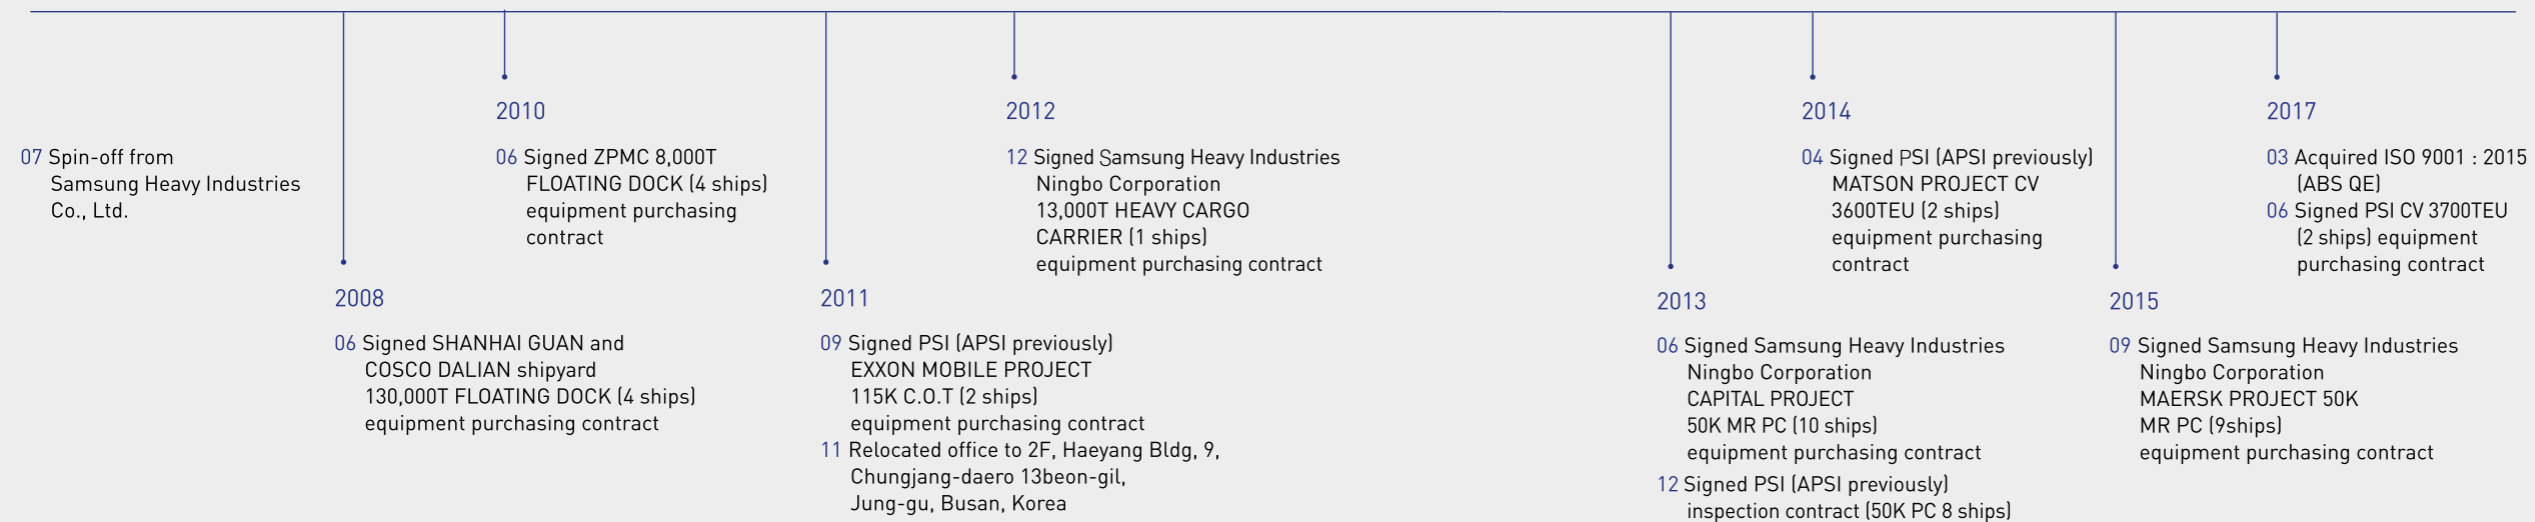 07 Spin-off from
Samsung Heavy Industries
Co., Ltd.
2008
06 Signed SHANHAI GUAN and
COSCO DALIAN shipyard
130,000T FLOATING DOCK (4 ships)
equipment purchasing contract
2010
06 Signed ZPMC 8,000T
FLOATING DOCK (4 ships)
equipment purchasing
contract
2011
09 Signed PSI (APSI previously)
EXXON MOBILE PROJECT
115K C.O.T (2 ships)
equipment purchasing contract
11 Relocated office to 2F, Haeyang Bldg, 9,
Chungjang-daero 13beon-gil,
Jung-gu, Busan, Korea
2012
12 Signed Samsung Heavy Industries
Ningbo Corporation
13,000T HEAVY CARGO
CARRIER (1 ships)
equipment purchasing contract
2013
06 Signed Samsung Heavy Industries
Ningbo Corporation
CAPITAL PROJECT
50K MR PC (10 ships)
equipment purchasing contract
12 Signed PSI (APSI previously)
inspection contract (50K PC 8 ships)
2014
04 Signed PSI (APSI previously)
MATSON PROJECT CV
3600TEU (2 ships)
equipment purchasing
contract
2015
09 Signed Samsung Heavy Industries
Ningbo Corporation
MAERSK PROJECT 50K
MR PC (9ships)
equipment purchasing contract
2017
03 Acquired ISO 9001 : 2015
(ABS QE)
06 Signed PSI CV 3700TEU
(2 ships) equipment
purchasing contract